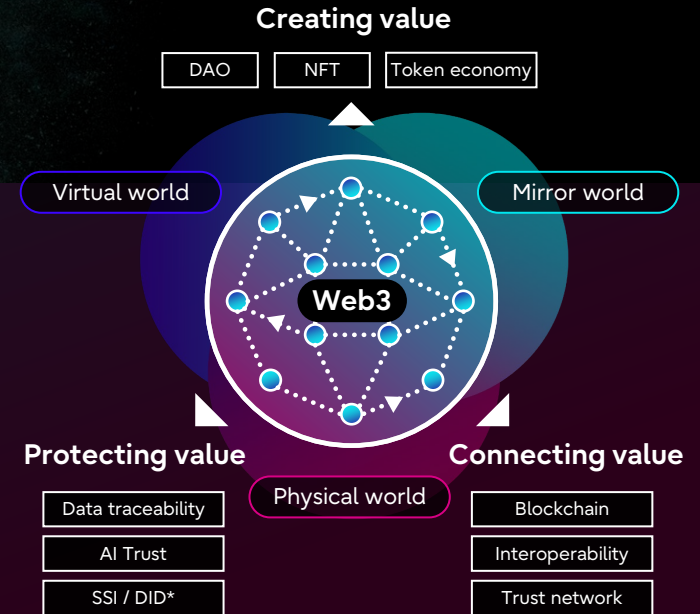 Creating value
DAO
NFT
Token economy
Virtual world
Mirror world
Web3
Protecting value
Connecting value
Physical world
Data traceability
AI Trust
SSI / DID*
Blockchain
Interoperability
Trust network